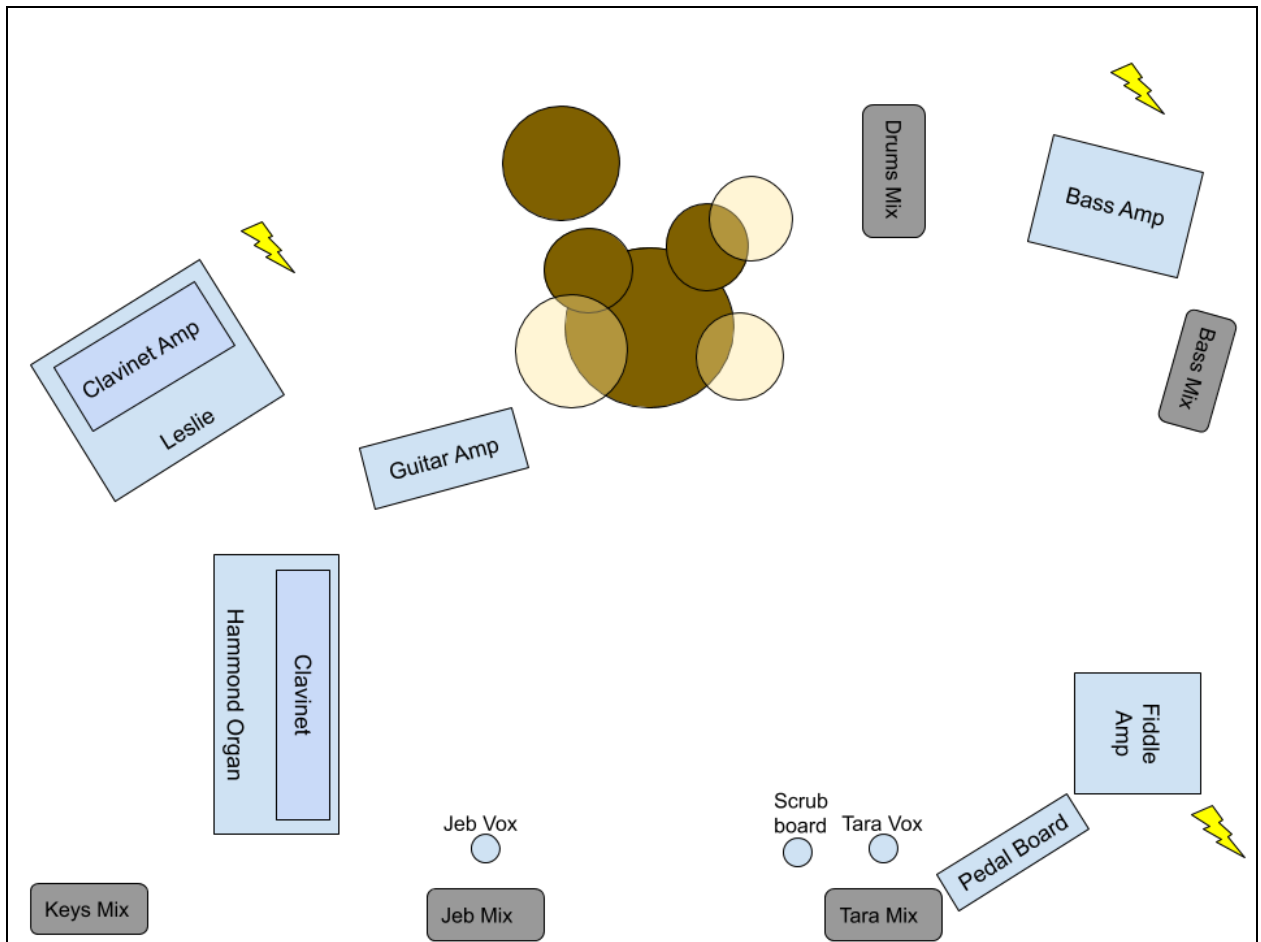 Drums Mix
Bass Amp
Clavinet Amp
Leslie
Bass Mix
Guitar Amp
Hammond Organ
Clavinet
Fiddle
Amp
Jeb Vox
Scrub
board
Tara Vox
Pedal Board
Keys Mix
Jeb Mix
Tara Mix